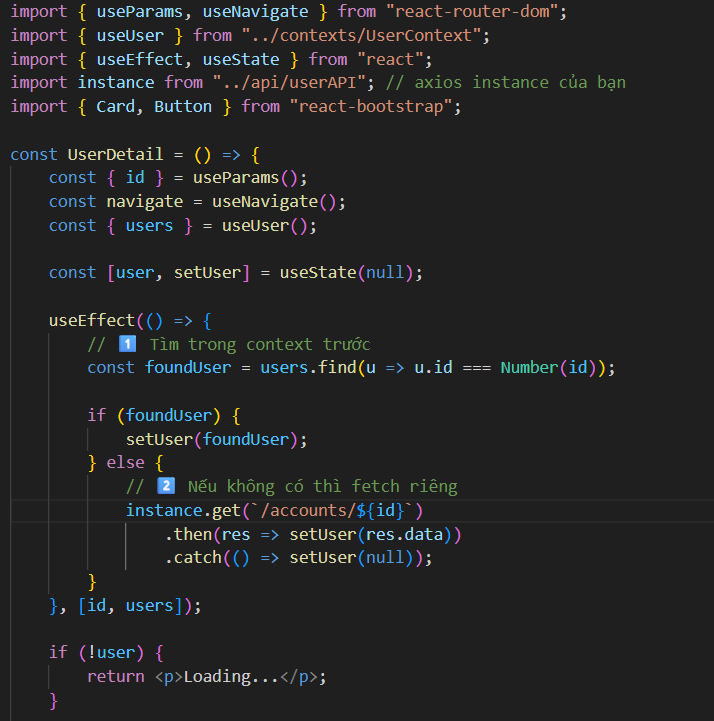 import { useParams, useNavigate } from "react-router-dom";
import { useUser } from "../contexts/UserContext";
import { useEffect, useState } from "react";
import instance from "../api/userAPI"; // axios instance của bạn
import { Card, Button } from "react-bootstrap";

const UserDetail = () => {
    const { id } = useParams();
    const navigate = useNavigate();
    const { users } = useUser();

    const [user, setUser] = useState(null);

    useEffect(() => {
        // 1️⃣ Tìm trong context trước
        const foundUser = users.find(u => u.id === Number(id));

        if (foundUser) {
            setUser(foundUser);
        } else {
            // 2️⃣ Nếu không có thì fetch riêng
            instance.get(`/accounts/${id}`)
                .then(res => setUser(res.data))
                .catch(() => setUser(null));
        }
    }, [id, users]);

    if (!user) {
        return <p>Loading...</p>;
    }